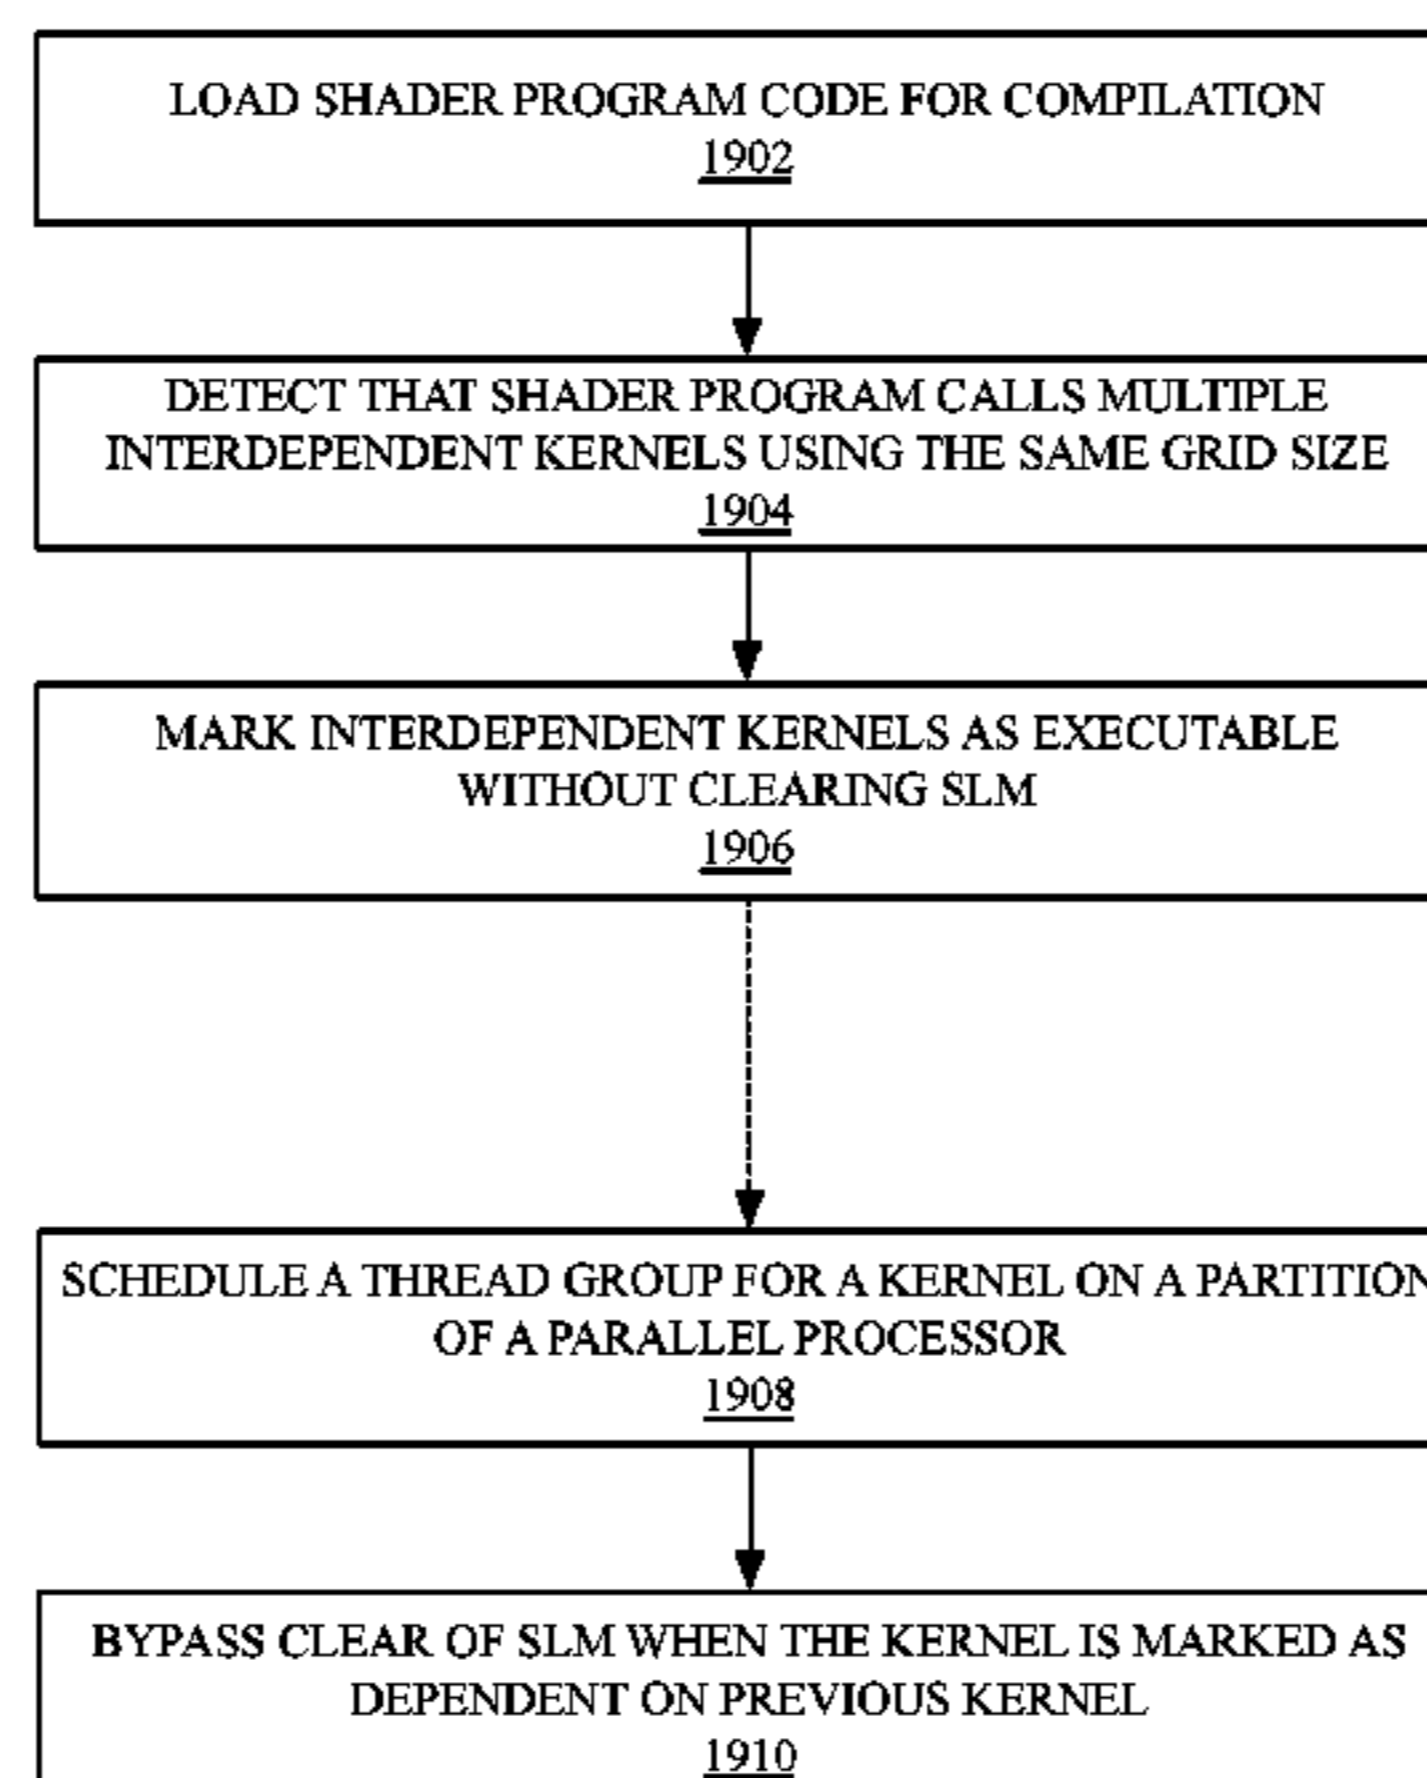 LOAD SHADER PROGRAM CODE FOR COMPILATION
1902
DETECT THAT SHADER PROGRAM CALLS MULTIPLE
INTERDEPENDENT KERNELS USING THE SAME GRID SIZE
1904
MARK INTERDEPENDENT KERNELS AS EXECUTABLE
WITHOUT CLEARING SLM
1906
SCHEDULE A THREAD GROUP FOR A KERNEL ON A PARTITION
OF A PARALLEL PROCESSOR
1908
BYPASS CLEAR OF SLM WHEN THE KERNEL IS MARKED AS
DEPENDENT ON PREVIOUS KERNEL
1910